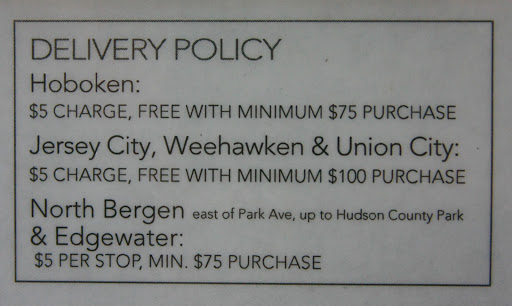 DELIVERY POLICY
Hoboken:
$5 CHARGE, FREE WITH MINIMUM $75 PURCHASE
Jersey City, Weehawken & Union City:
$5 CHARGE, FREE WITH MINIMUM $100 PURCHASE
North Bergen east of Park Ave, up to Hudson County Park
& Edgewater:
$5 PER STOP, MIN. $75 PURCHASE